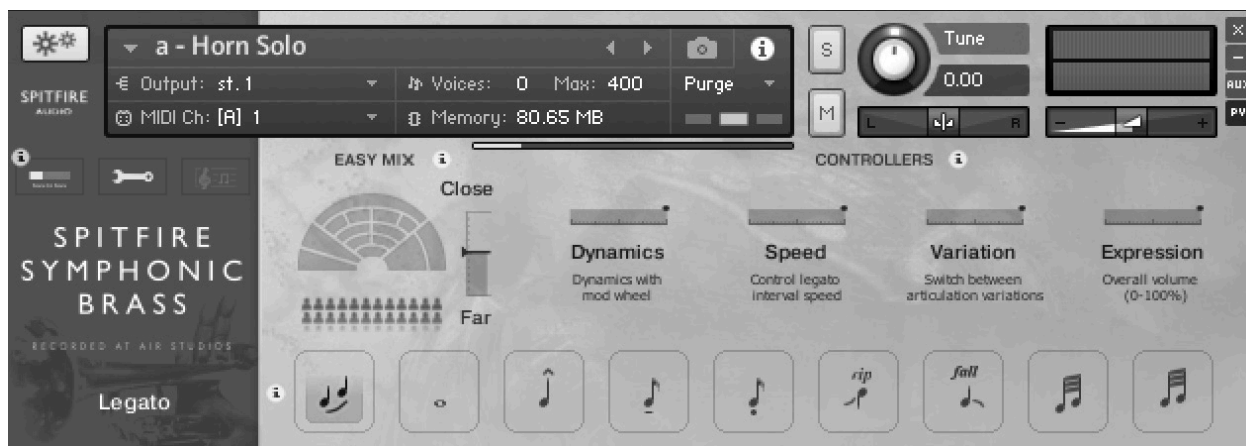 a - Horn Solo
S
Tune
X
Output: st. 1
Voices: 0 Max: 400
Purge
0.00
−
SPITFIRE
AUDIO
MIDI Ch: [A] 1
Memory: 80.65 MB
M
L
R
− +
AUX
PV
EASY MIX
CONTROLLERS
Close
SPITFIRE
SYMPHONIC
BRASS
Dynamics
Speed
Variation
Expression
Dynamics with
mod wheel
Control legato
interval speed
Switch between
articulation variations
Overall volume
(0-100%)
Far
RECORDED AT AIR STUDIOS
Legato
rip
fall